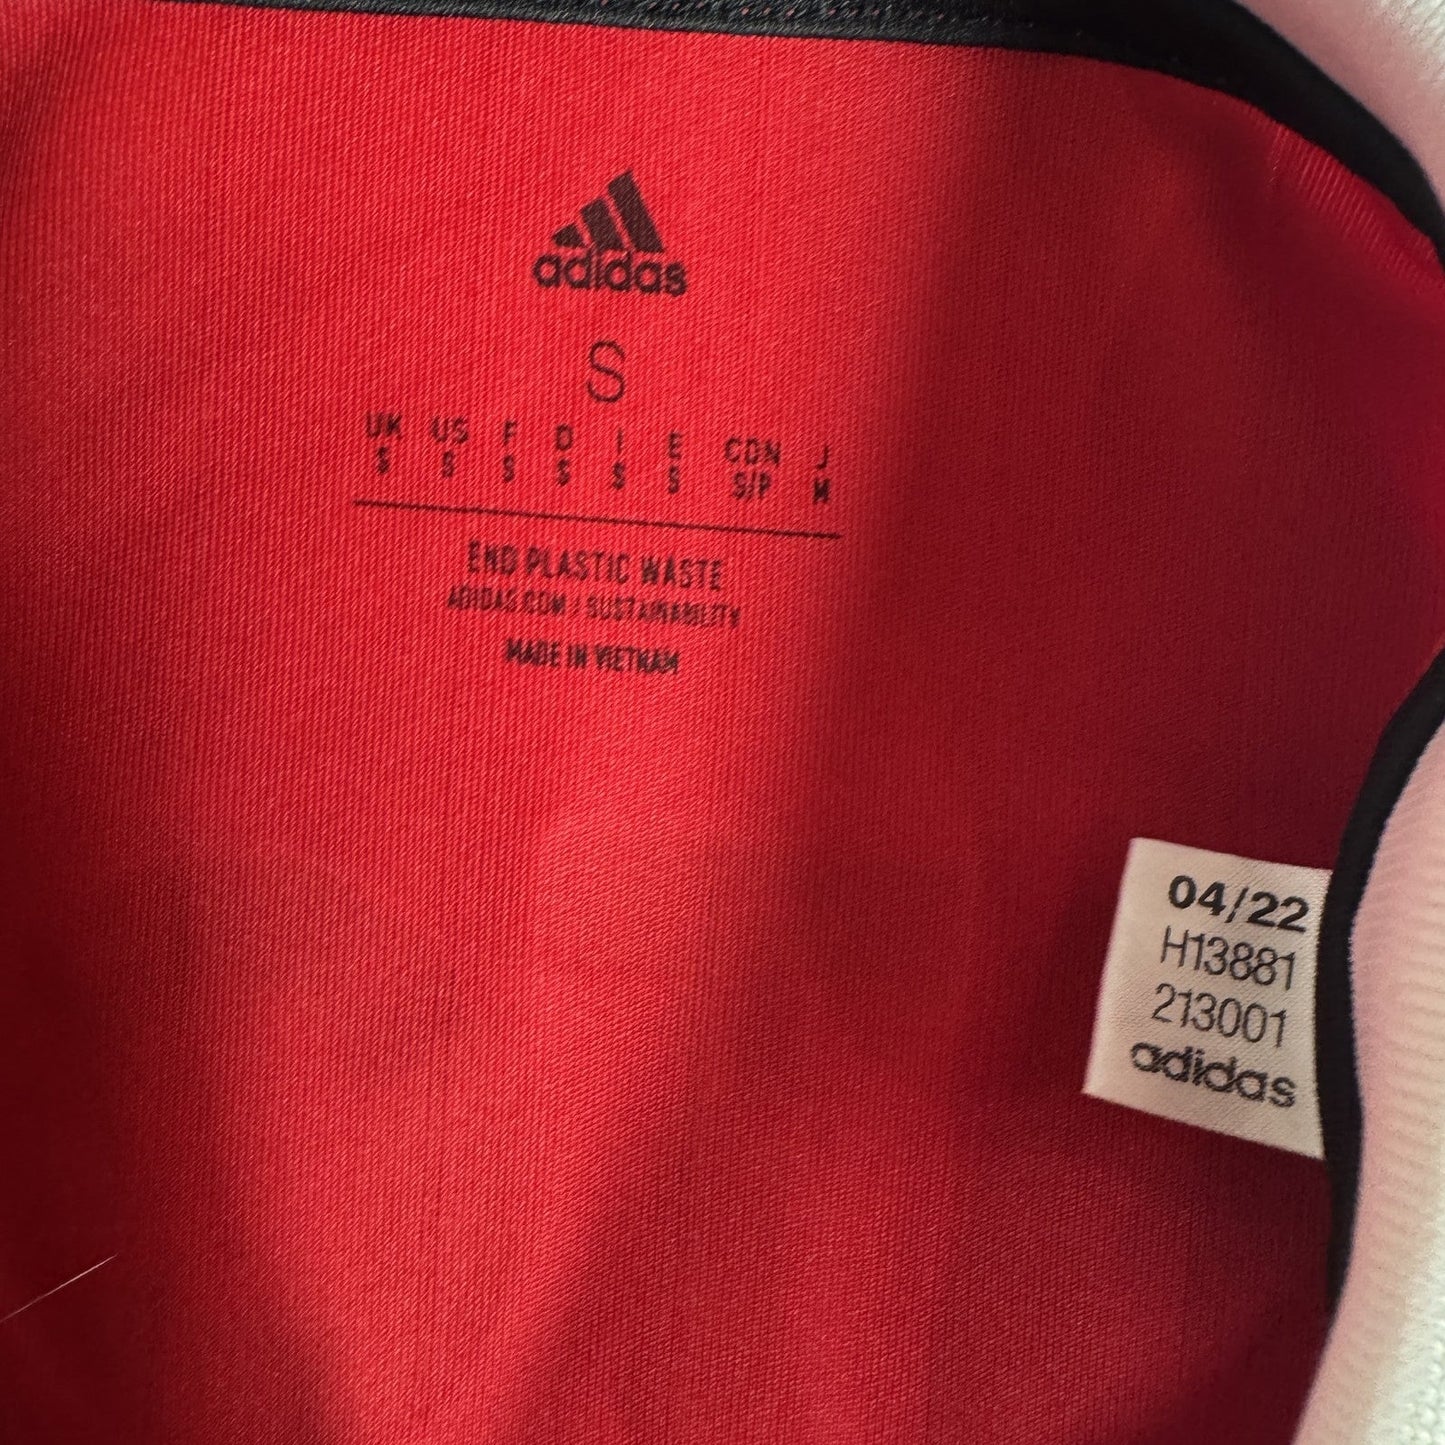 adidas
S
UK US F D I E CDN J
S S S S S S S/P M
END PLASTIC WASTE
ADIDAS.COM / SUSTAINABILITY
MADE IN VIETNAM
04/22
H13881
213001
adidas